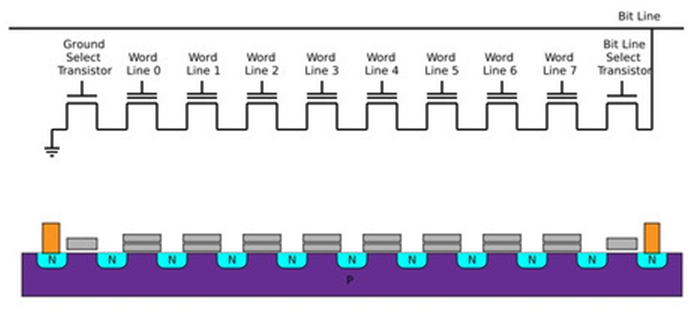 Bit Line
Ground
Select
Transistor
Word
Line 0
Word
Line 1
Word
Line 2
Word
Line 3
Word
Line 4
Word
Line 5
Word
Line 6
Word
Line 7
Bit Line
Select
Transistor
N N N N N N N N N N N
P